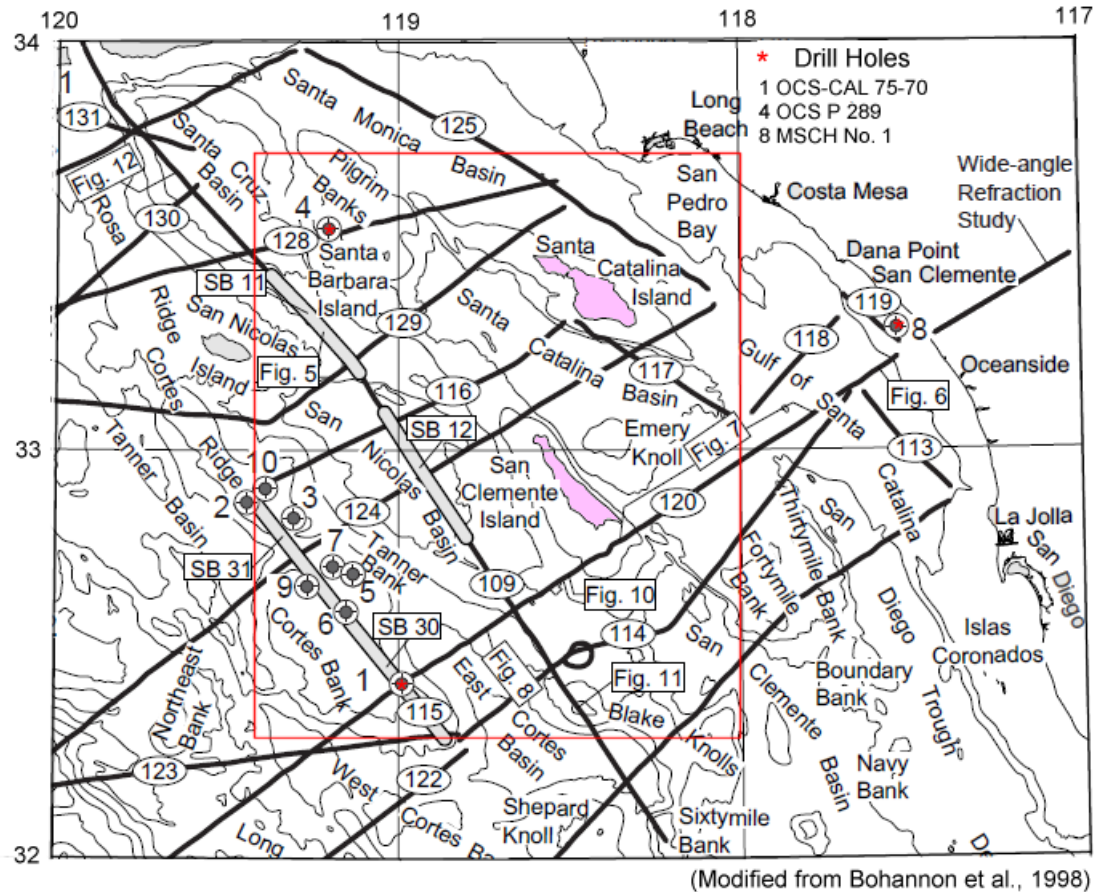 120
119
118
117
34
33
32
* Drill Holes
1 OCS-CAL 75-70
4 OCS P 289
8 MSCH No. 1
1
131
Santa Cruz Basin
Santa Monica Basin
125
Long
Beach
Fig. 12
Rosa
Ridge
130
Pilgrim
Banks
4
128
Santa
Barbara
Island
San
Pedro
Bay
Costa Mesa
Wide-angle
Refraction
Study
Dana Point
San Clemente
SB 11
San Nicolas
Island
Santa
Catalina
Island
119
8
129
118
Fig. 5
Santa
Catalina
Basin
117
Gulf of Santa
Catalina
Oceanside
Cortes
Ridge
116
Fig. 6
San
Nicolas
Basin
SB 12
Emery
Knoll
Fig. 7
113
Tanner
Basin
0
2
3
124
San
Clemente
Island
120
Thirtymile Bank
San
Diego
Trough
La Jolla
San Diego
7
5
9
6
Tanner
Bank
SB 31
109
Fortymile
Bank
Fig. 10
SB 30
114
San
Clemente
Basin
Islas
Coronados
Cortes Bank
1
115
East
Cortes
Basin
Fig. 8
Fig. 11
Boundary
Bank
Blake
Knolls
Northeast
Bank
123
122
West
Cortes Ba
Navy
Bank
Long
Shepard
Knoll
Sixtymile
Bank
De
(Modified from Bohannon et al., 1998)